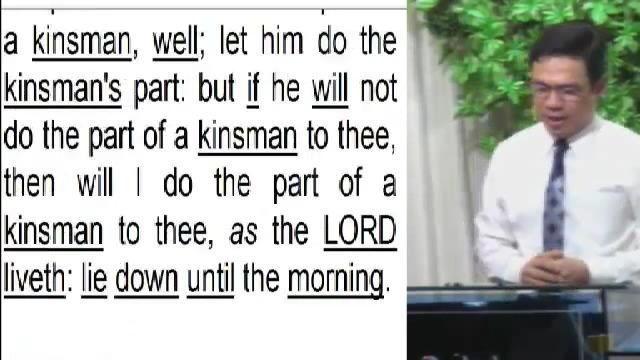 a kinsman, well; let him do the
kinsman's part: but if he will not
do the part of a kinsman to thee,
then will I do the part of a
kinsman to thee, as the LORD
liveth: lie down until the morning.